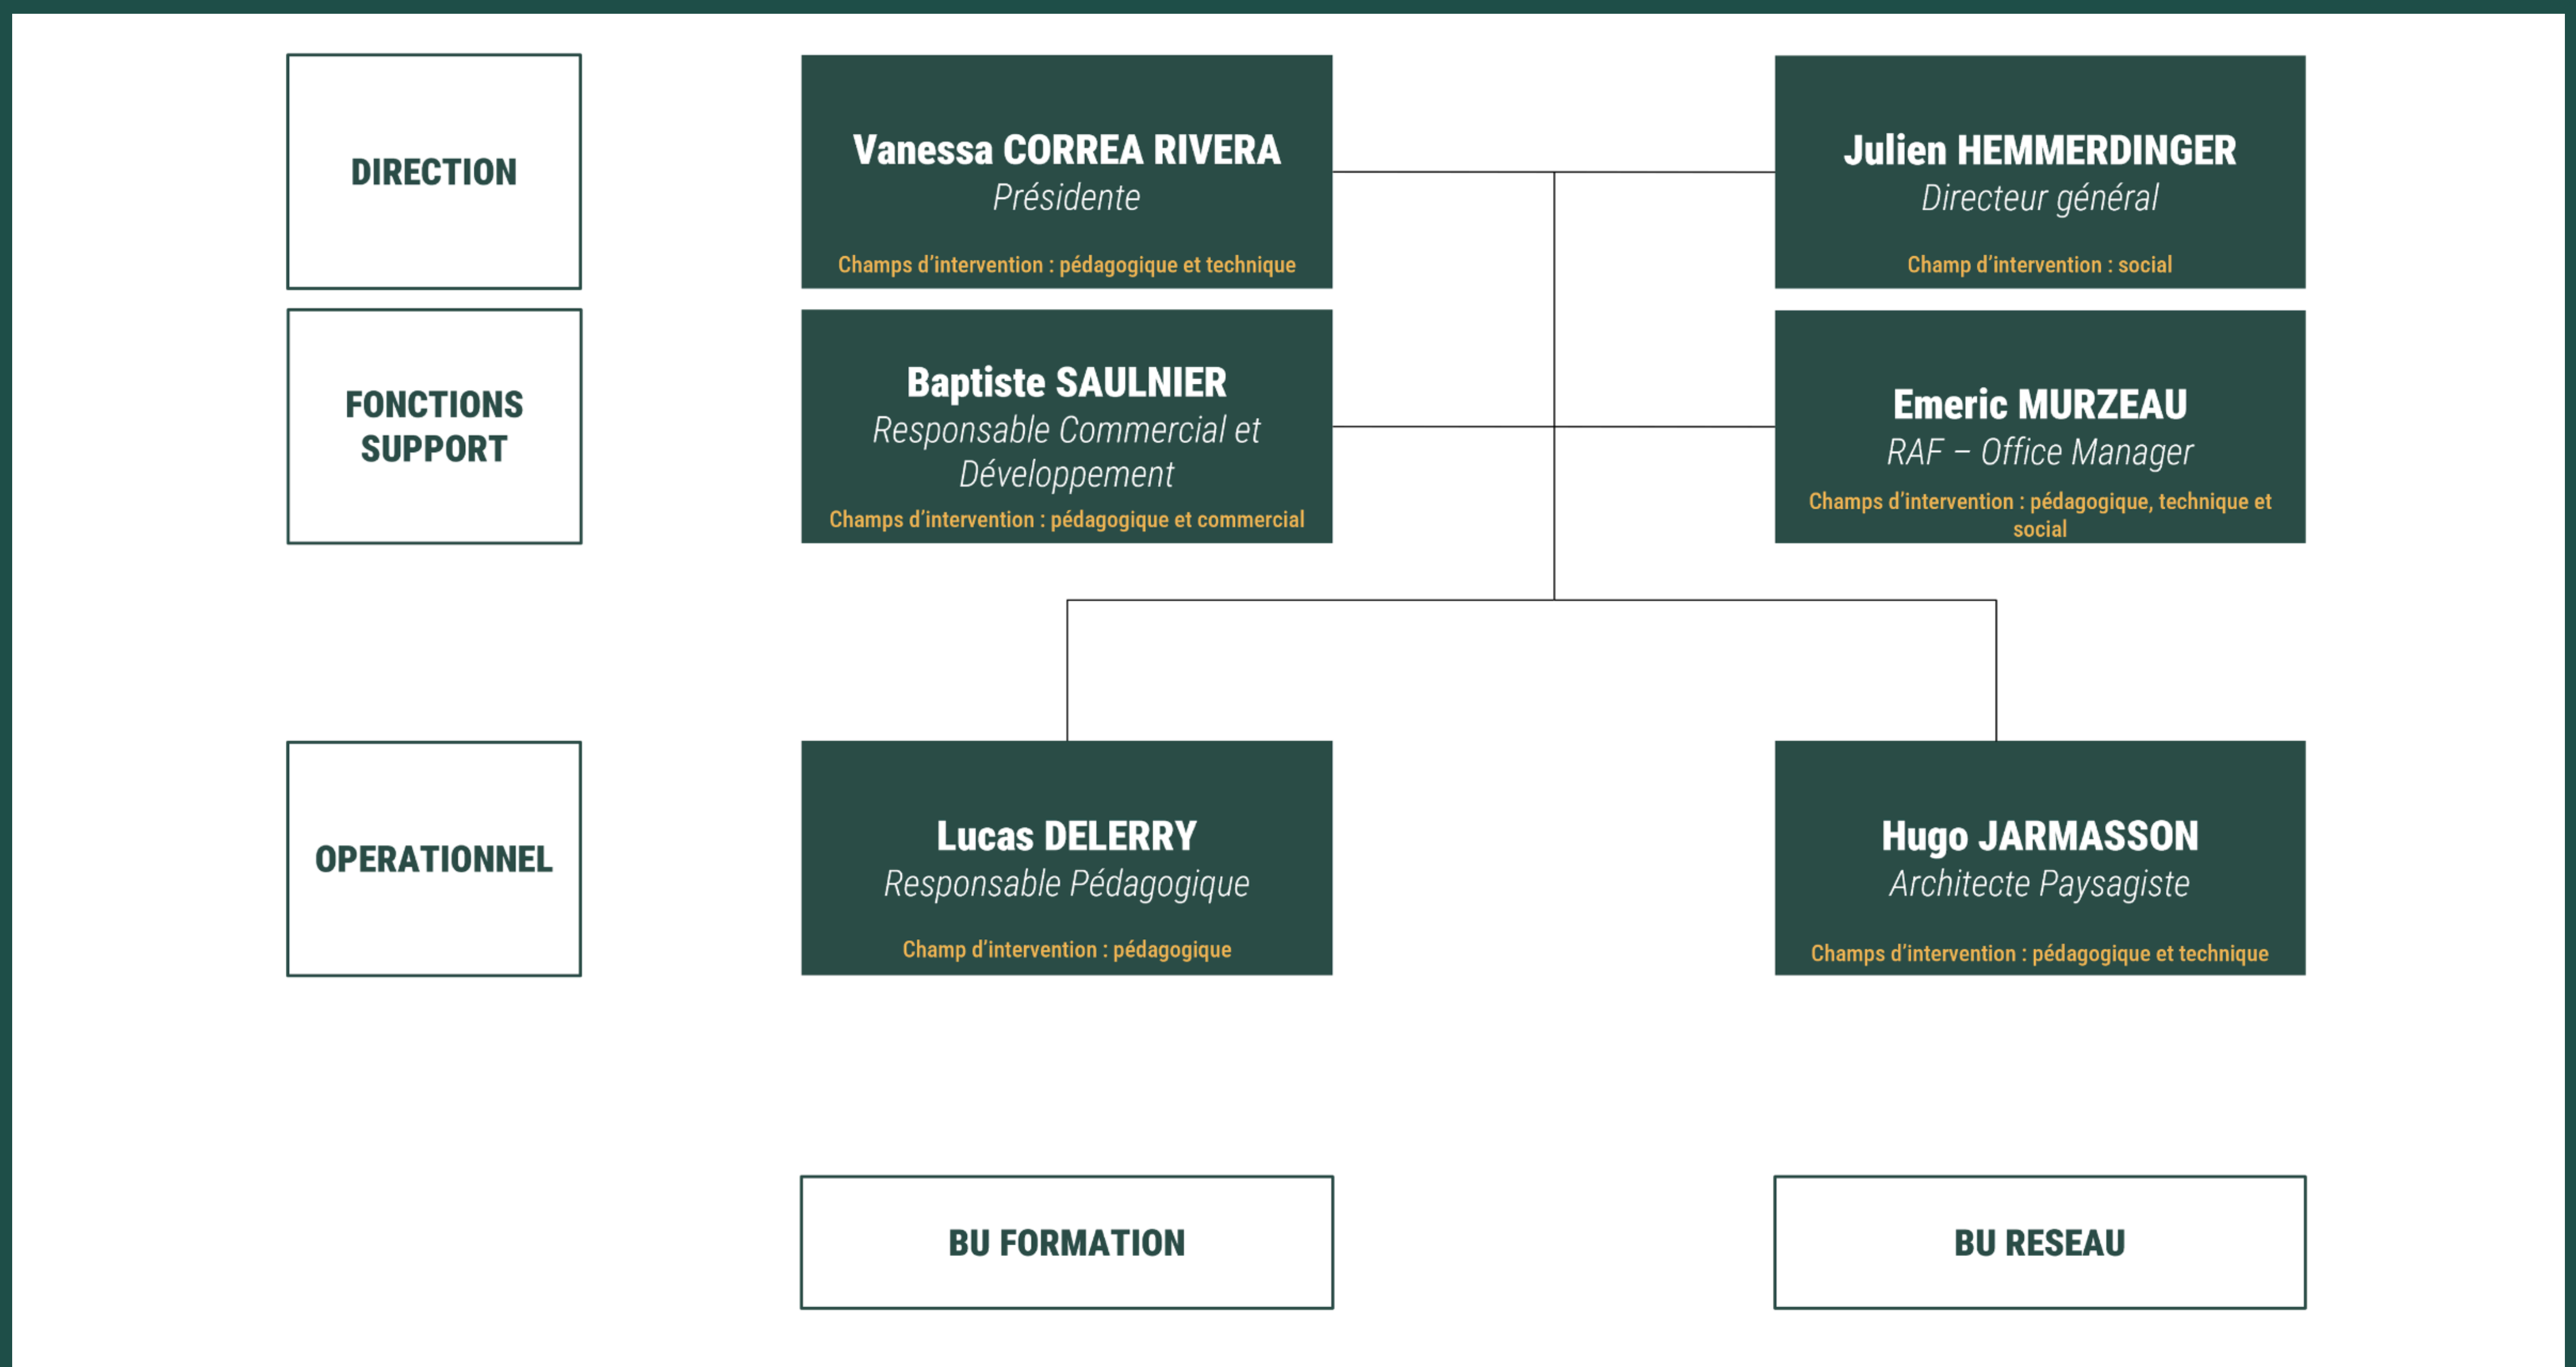 DIRECTION
Vanessa CORREA RIVERA
Présidente
Champs d’intervention : pédagogique et technique
Julien HEMMERDINGER
Directeur général
Champ d’intervention : social
FONCTIONS
SUPPORT
Baptiste SAULNIER
Responsable Commercial et
Développement
Champs d’intervention : pédagogique et commercial
Emeric MURZEAU
RAF – Office Manager
Champs d’intervention : pédagogique, technique et
social
OPERATIONNEL
Lucas DELERRY
Responsable Pédagogique
Champ d’intervention : pédagogique
Hugo JARMASSON
Architecte Paysagiste
Champs d’intervention : pédagogique et technique
BU FORMATION
BU RESEAU